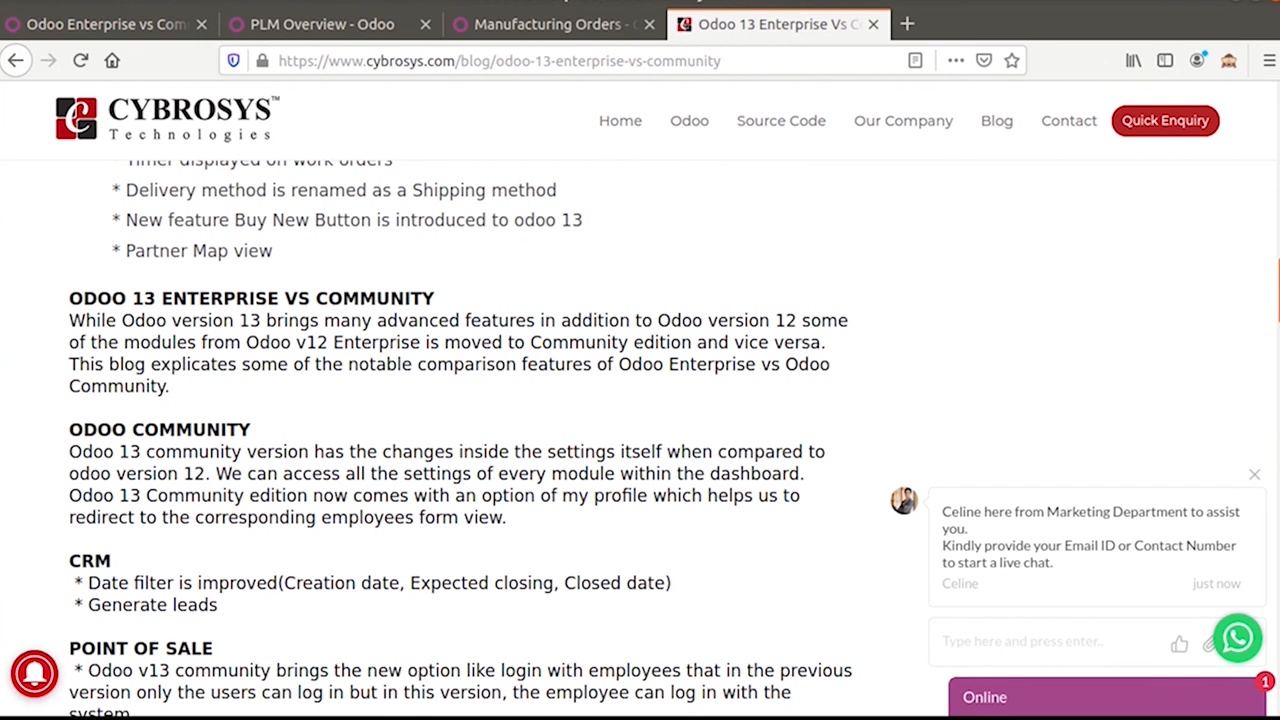 Odoo Enterprise vs Com
PLM Overview - Odoo
Manufacturing Orders -
Odoo 13 Enterprise Vs C
https://www.cybrosys.com/blog/odoo-13-enterprise-vs-community
CYBROSYS™
Technologies
Home
Odoo
Source Code
Our Company
Blog
Contact
Quick Enquiry
Timer displayed on work orders
* Delivery method is renamed as a Shipping method
* New feature Buy New Button is introduced to odoo 13
* Partner Map view
ODOO 13 ENTERPRISE VS COMMUNITY
While Odoo version 13 brings many advanced features in addition to Odoo version 12 some
of the modules from Odoo v12 Enterprise is moved to Community edition and vice versa.
This blog explicates some of the notable comparison features of Odoo Enterprise vs Odoo
Community.
ODOO COMMUNITY
Odoo 13 community version has the changes inside the settings itself when compared to
odoo version 12. We can access all the settings of every module within the dashboard.
Odoo 13 Community edition now comes with an option of my profile which helps us to
redirect to the corresponding employees form view.
CRM
* Date filter is improved(Creation date, Expected closing, Closed date)
* Generate leads
POINT OF SALE
* Odoo v13 community brings the new option like login with employees that in the previous
version only the users can log in but in this version, the employee can log in with the
system
Celine here from Marketing Department to assist
you.
Kindly provide your Email ID or Contact Number
to start a live chat.
Celine
just now
Type here and press enter..
1
Online